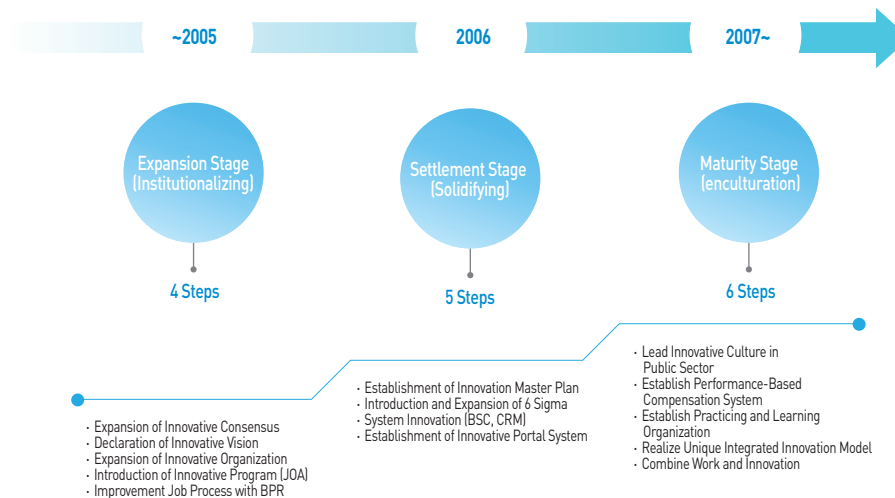 ~2005
2006
2007~
Expansion Stage
(Institutionalizing)
Settlement Stage
(Solidifying)
Maturity Stage
(enculturation)
4 Steps
5 Steps
6 Steps
· Expansion of Innovative Consensus
· Declaration of Innovative Vision
· Expansion of Innovative Organization
· Introduction of Innovative Program (JOA)
· Improvement Job Process with BPR
· Establishment of Innovation Master Plan
· Introduction and Expansion of 6 Sigma
· System Innovation (BSC, CRM)
· Establishment of Innovative Portal System
· Lead Innovative Culture in
Public Sector
· Establish Performance-Based
Compensation System
· Establish Practicing and Learning
Organization
· Realize Unique Integrated Innovation Model
· Combine Work and Innovation